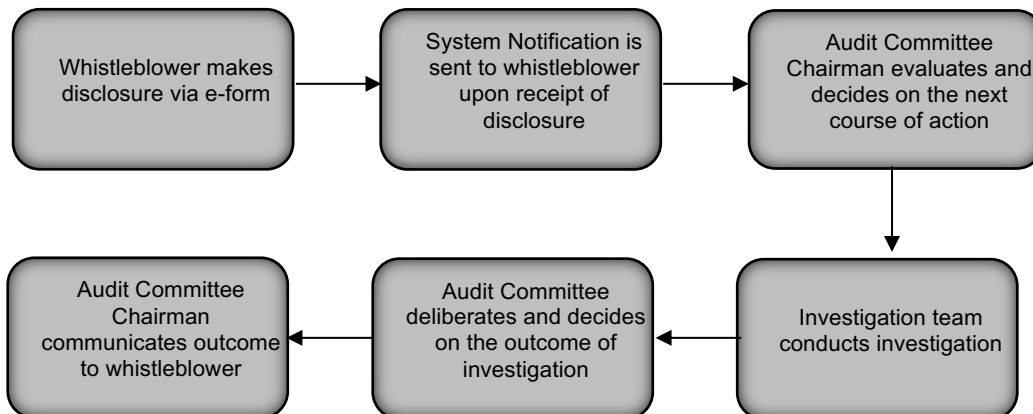 Whistleblower makes
disclosure via e-form
System Notification is
sent to whistleblower
upon receipt of
disclosure
Audit Committee
Chairman evaluates and
decides on the next
course of action
Investigation team
conducts investigation
Audit Committee
deliberates and decides
on the outcome of
investigation
Audit Committee
Chairman
communicates outcome
to whistleblower